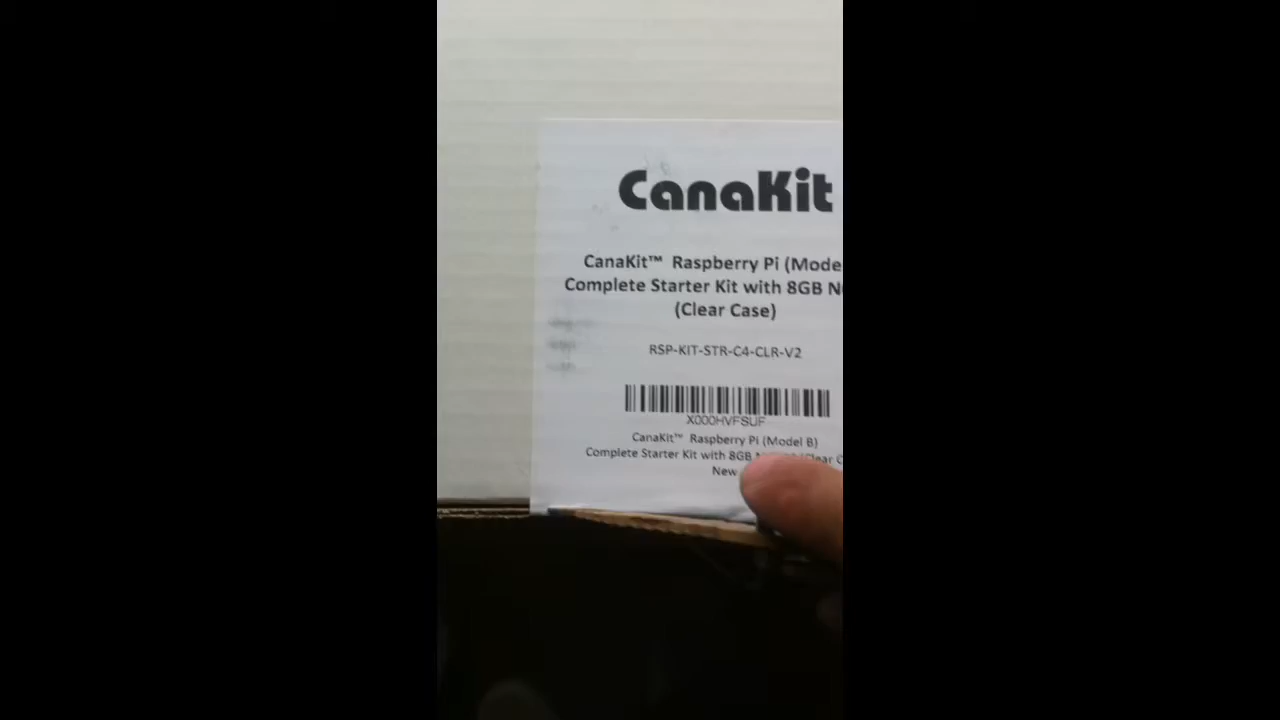 CanaKit
CanaKit™ Raspberry Pi (Mode
Complete Starter Kit with 8GB N
(Clear Case)
RSP-KIT-STR-C4-CLR-V2
X000HVFSUF
CanaKit™ Raspberry Pi (Model B)
Complete Starter Kit with 8GB
New